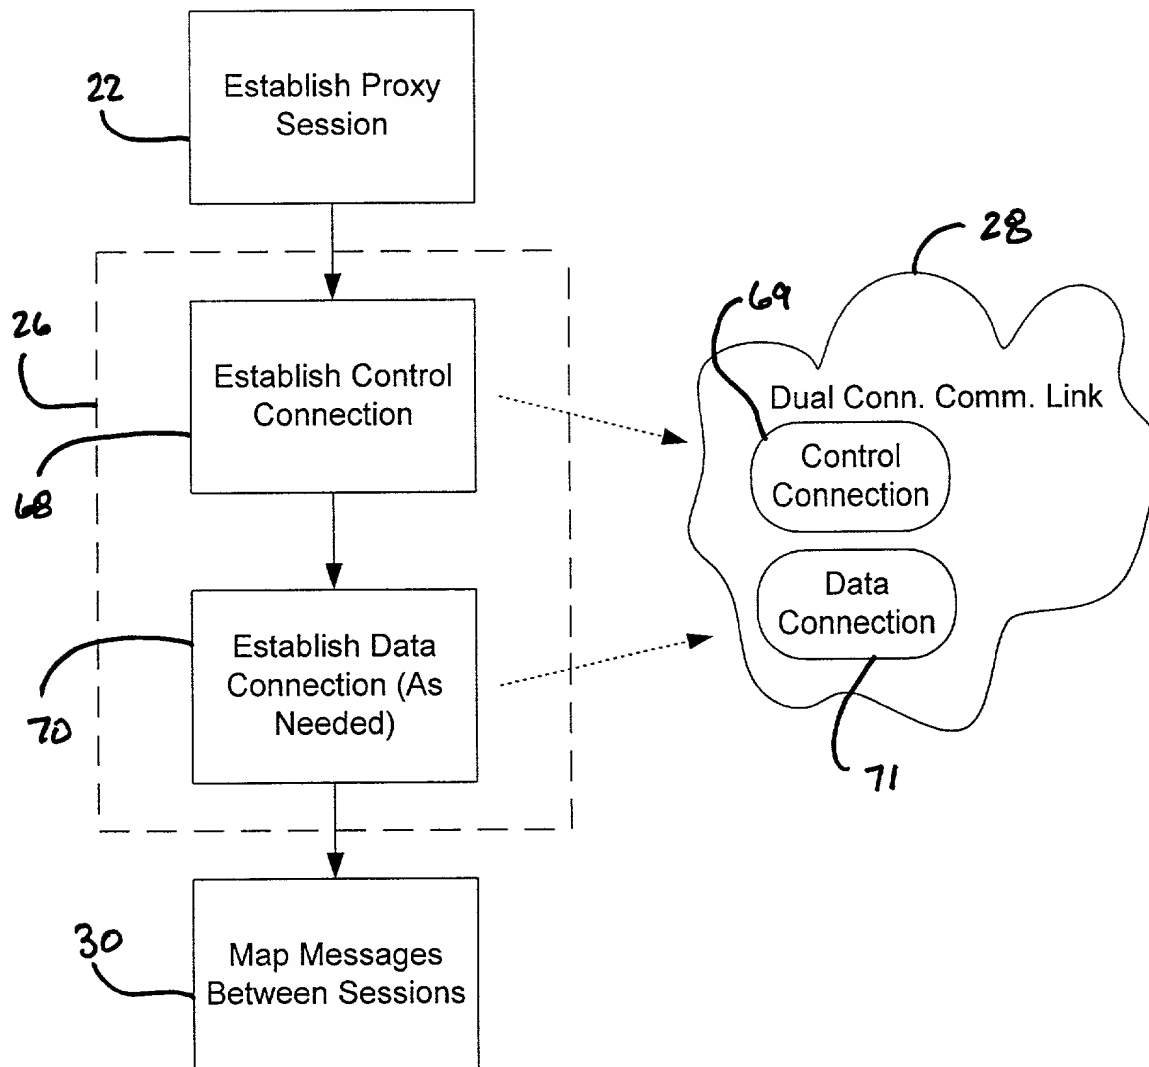 22
Establish Proxy
Session
28
69
26
Establish Control
Connection
Dual Conn. Comm. Link
Control
Connection
68
Data
Connection
Establish Data
Connection (As
Needed)
70
71
30
Map Messages
Between Sessions